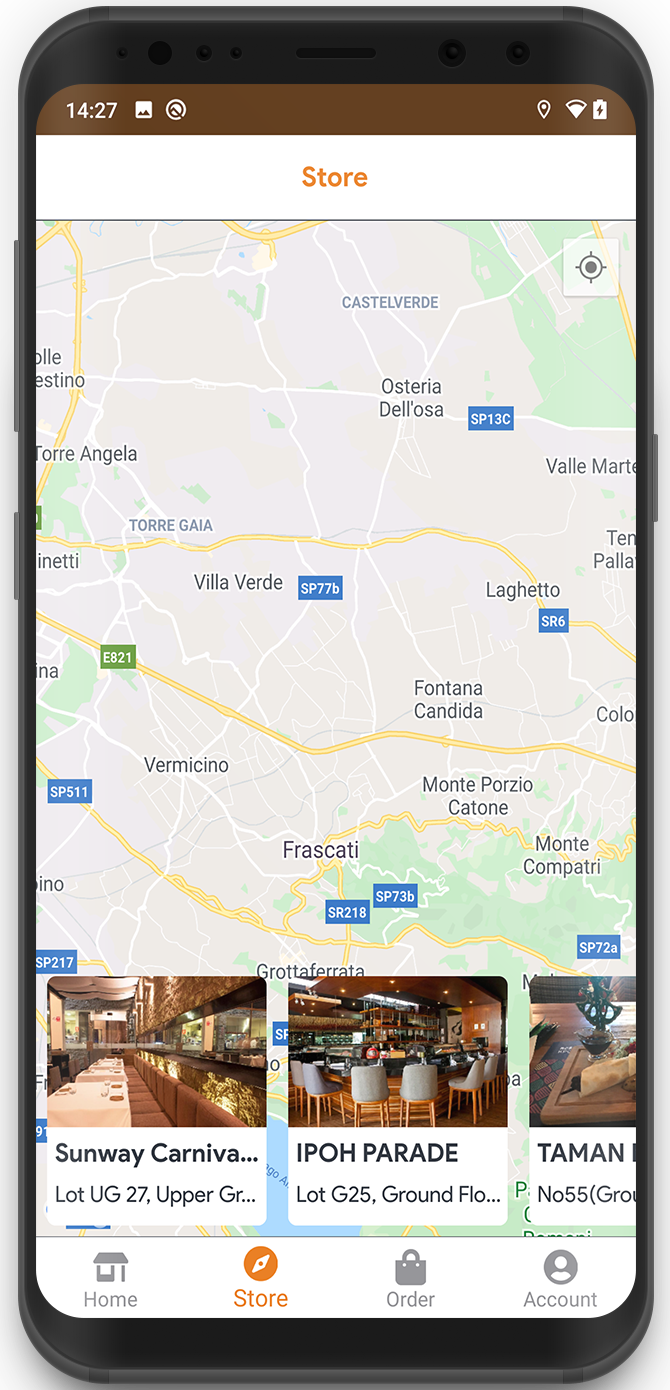 14:27
Store
CASTELVERDE
olle
estino
Osteria
Dell'osa
SP13C
Torre Angela
Valle Marte
TORRE GAIA
Ten
Palla
inetti
Villa Verde
SP77b
Laghetto
SR6
E821
ina
Fontana
Candida
Colo
Vermicino
SP511
Monte Porzio
Catone
Frascati
Monte
Compatri
pino
SP73b
SR218
SP72a
SP217
Grottaferrata
Sunway Carniva...
Lot UG 27, Upper Gr...
IPOH PARADE
Lot G25, Ground Flo...
TAMAN
No55(Grou
Home
Store
Order
Account